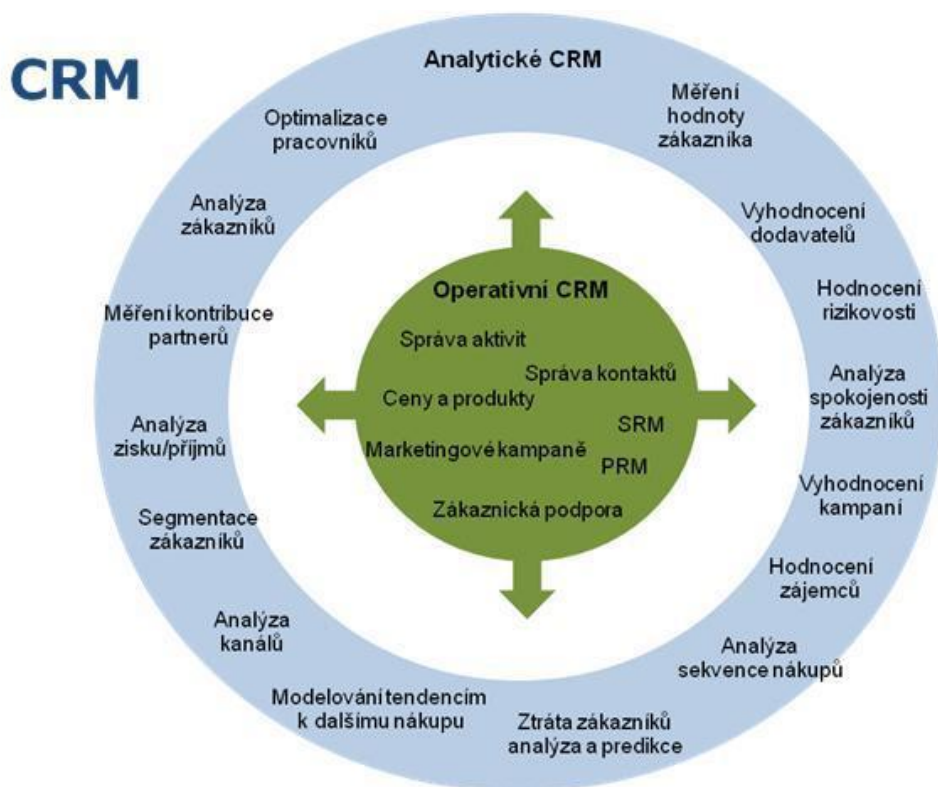 CRM
Analytické CRM
Měření
hodnoty
zákazníka
Vyhodnocení
dodavatelů
Hodnocení
rizikovosti
Analýza
spokojenosti
zákazníků
Vyhodnocení
kampaní
Hodnocení
zájemců
Analýza
sekvence nákupů
Ztráta zákazníků
analýza a predikce
Modelování tendencím
k dalšímu nákupu
Analýza
kanálů
Segmentace
zákazníků
Analýza
zisku/příjmů
Měření kontribuce
partnerů
Analýza
zákazníků
Optimalizace
pracovníků
Operativní CRM
Správa aktivit
Správa kontaktů
Ceny a produkty
SRM
Marketingové kampaně
PRM
Zákaznická podpora